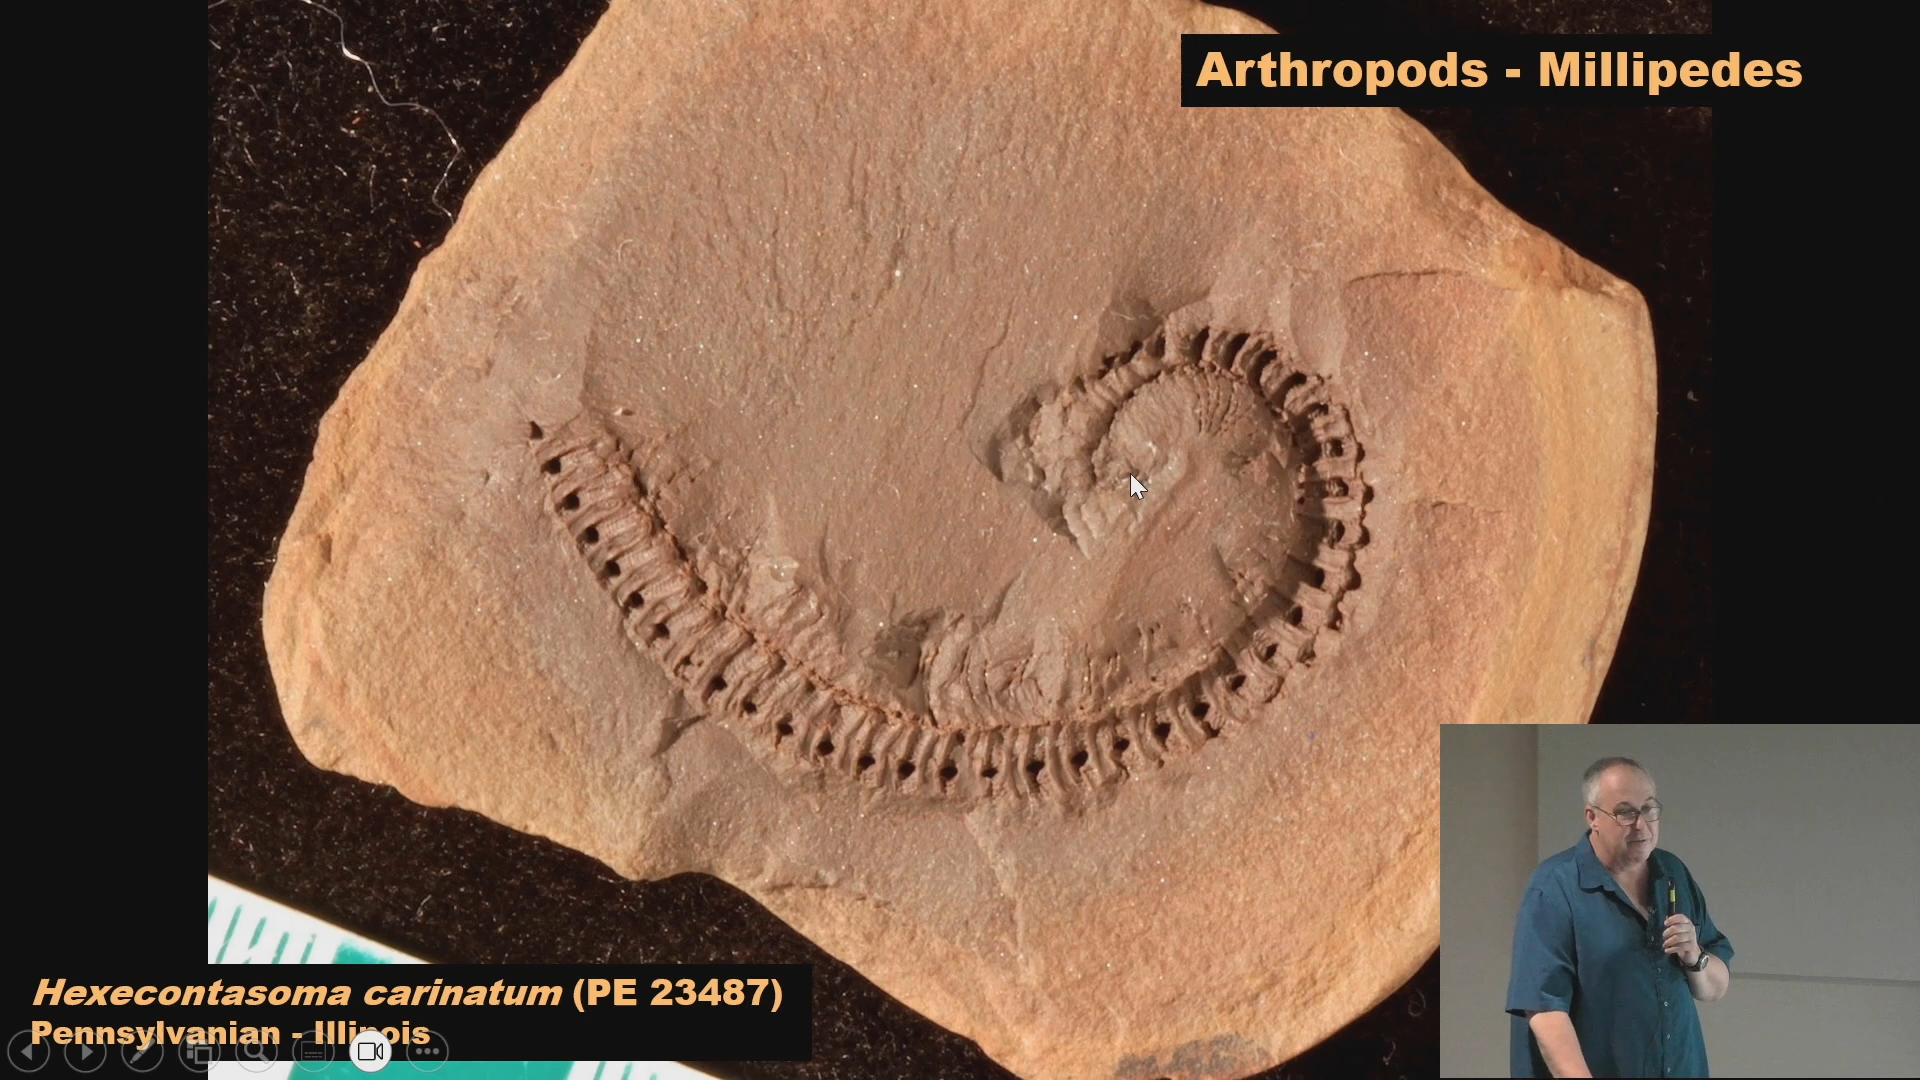 Arthropods - Millipedes
Hexecontasoma carinatum (PE 23487)
Pennsylvanian - Illinois